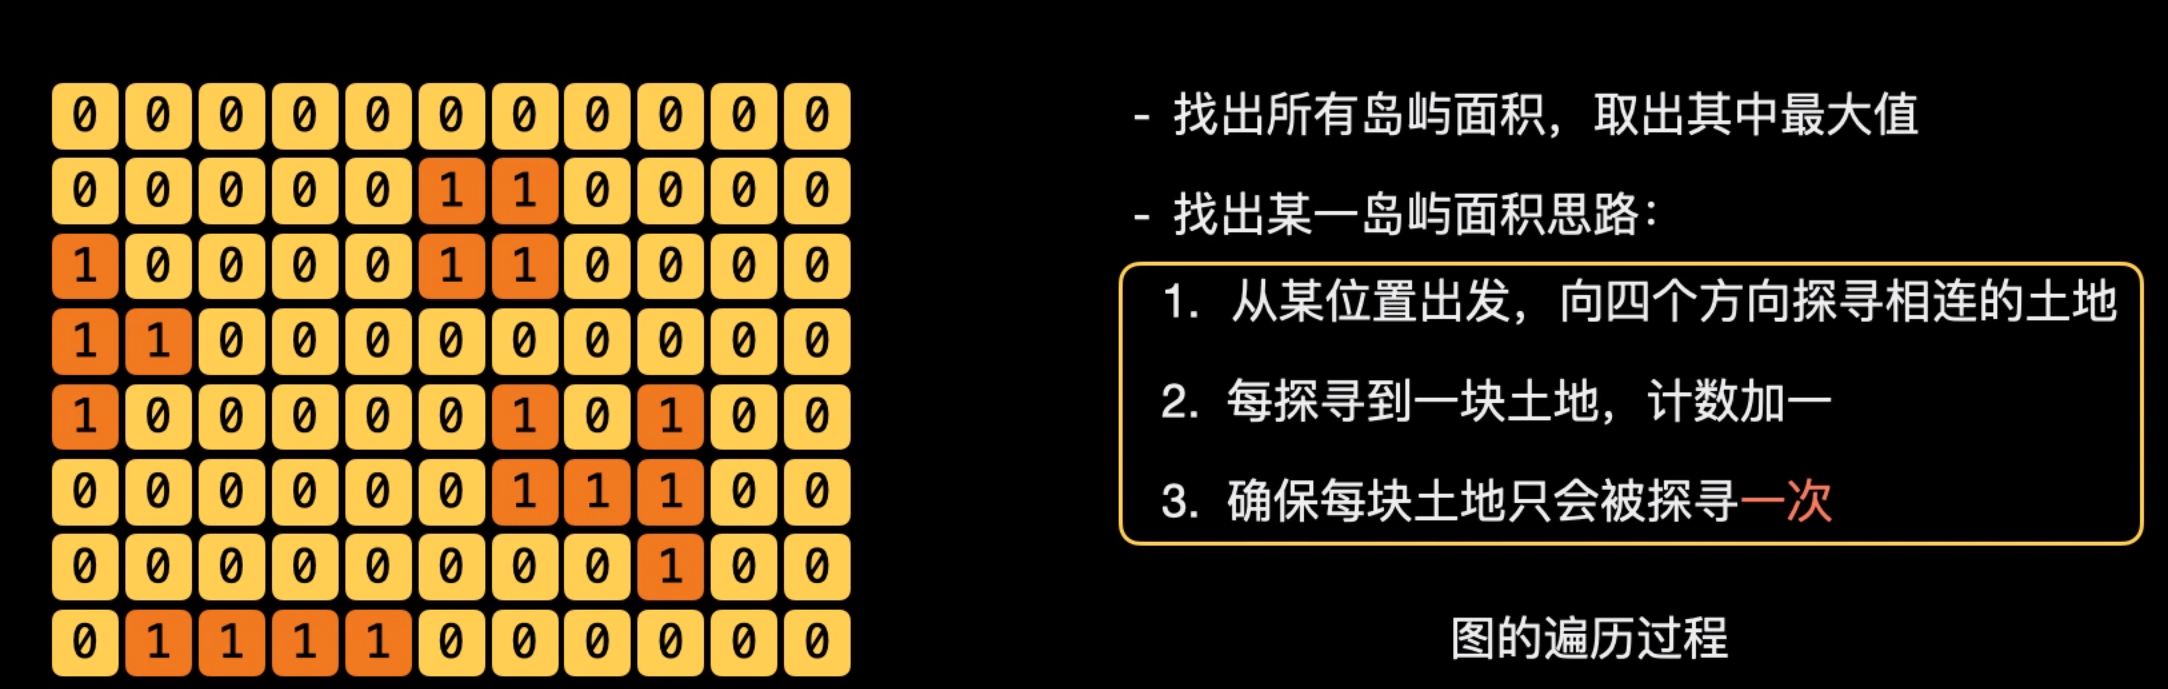 0 0 0 0 0 0 0 0 0 0 0
0 0 0 0 0 1 1 0 0 0 0
1 0 0 0 0 1 1 0 0 0 0
1 1 0 0 0 0 0 0 0 0 0
1 0 0 0 0 0 1 0 1 0 0
0 0 0 0 0 0 1 1 1 0 0
0 0 0 0 0 0 0 0 1 0 0
0 1 1 1 1 0 0 0 0 0 0
- 找出所有岛屿面积，取出其中最大值
- 找出某一岛屿面积思路：
1. 从某位置出发，向四个方向探寻相连的土地
2. 每探寻到一块土地，计数加一
3. 确保每块土地只会被探寻一次
图的遍历过程